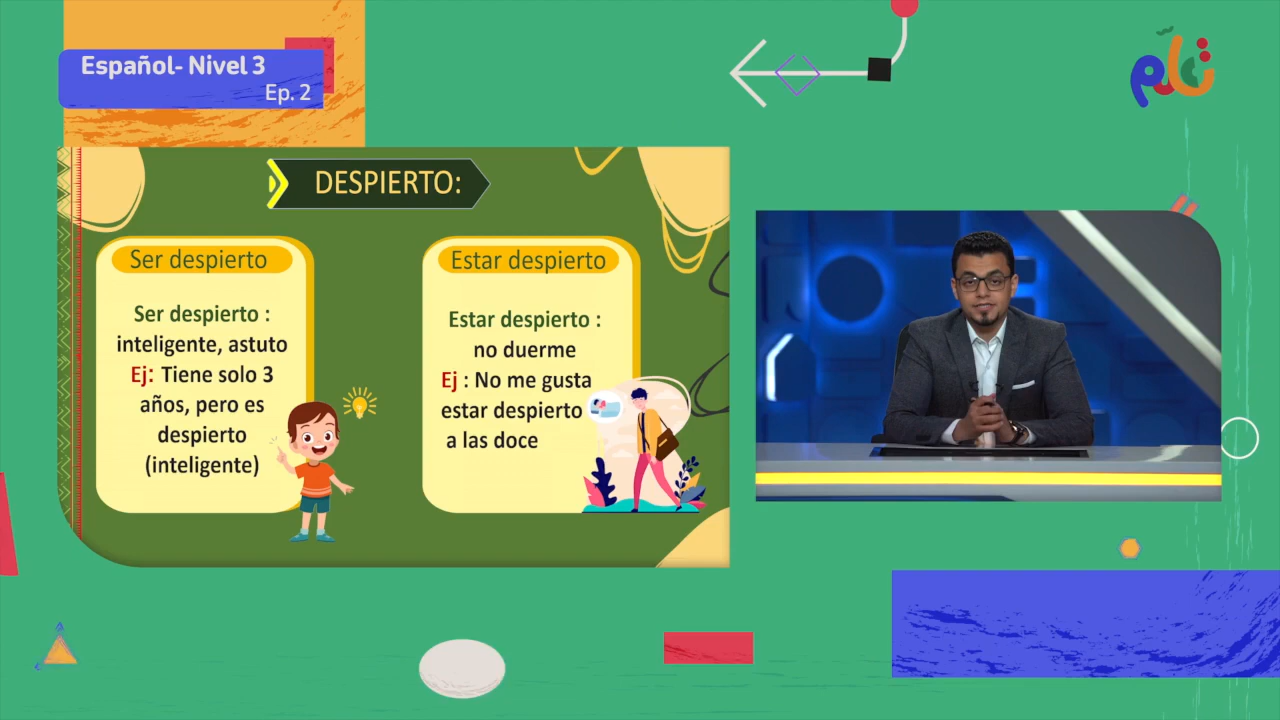 Español- Nivel 3
Ep. 2
تكلم
DESPIERTO:
Ser despierto
Ser despierto :
inteligente, astuto
Ej: Tiene solo 3
años, pero es
despierto
(inteligente)
Estar despierto
Estar despierto :
no duerme
Ej : No me gusta
estar despierto
a las doce